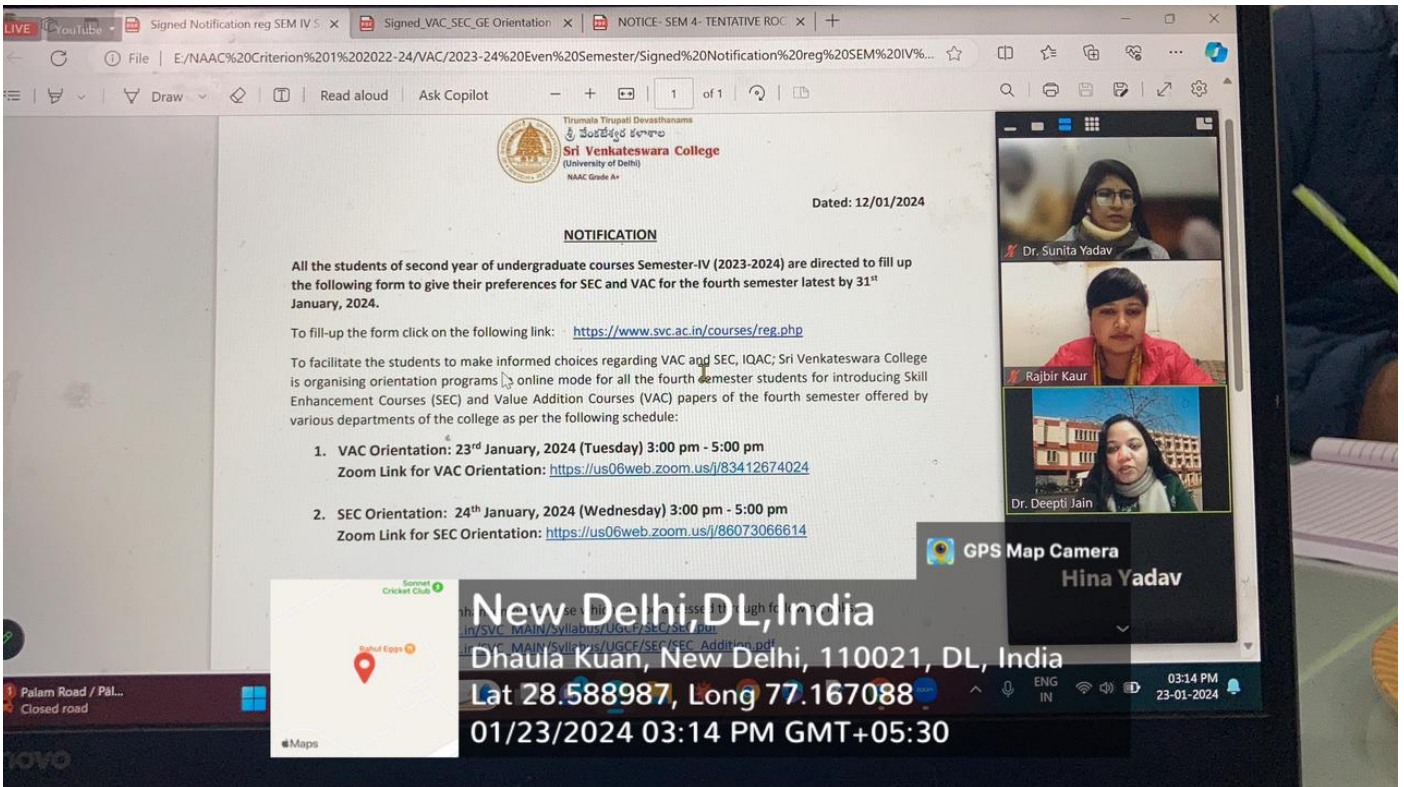 LIVE
YouTube
Signed Notification reg SEM IV S
Signed_VAC_SEC_GE Orientation
NOTICE- SEM 4- TENTATIVE ROC
File
E:/NAAC%20Criterion%201%202022-24/VAC/2023-24%20Even%20Semester/Signed%20Notification%20reg%20SEM%20IV%...
Draw
Read aloud
Ask Copilot
1
of 1
Tirumala Tirupati Devasthanams
శ్రీ వేంకటేశ్వర కళాశాల
Sri Venkateswara College
(University of Delhi)
NAAC Grade A+
Dated: 12/01/2024
NOTIFICATION
All the students of second year of undergraduate courses Semester-IV (2023-2024) are directed to fill up
the following form to give their preferences for SEC and VAC for the fourth semester latest by 31st
January, 2024.
To fill-up the form click on the following link: https://www.svc.ac.in/courses/reg.php
To facilitate the students to make informed choices regarding VAC and SEC, IQAC; Sri Venkateswara College
is organising orientation programs online mode for all the fourth semester students for introducing Skill
Enhancement Courses (SEC) and Value Addition Courses (VAC) papers of the fourth semester offered by
various departments of the college as per the following schedule:
1. VAC Orientation: 23rd January, 2024 (Tuesday) 3:00 pm - 5:00 pm
Zoom Link for VAC Orientation: https://us06web.zoom.us/j/83412674024
2. SEC Orientation: 24th January, 2024 (Wednesday) 3:00 pm - 5:00 pm
Zoom Link for SEC Orientation: https://us06web.zoom.us/j/86073066614
Dr. Sunita Yadav
Rajbir Kaur
Dr. Deepti Jain
Hina Yadav
GPS Map Camera
Sonnet
Cricket Club
Rahul Eggs
Maps
.in/SVC_MAIN/Syllabus/UGCF/SEC/SEC.pdf
.in/SVC_MAIN/Syllabus/UGCF/SEC/SEC_Addition.pdf
New Delhi,DL,India
Dhaula Kuan, New Delhi, 110021, DL, India
Lat 28.588987, Long 77.167088
01/23/2024 03:14 PM GMT+05:30
Palam Road / Pal...
Closed road
ENG
IN
03:14 PM
23-01-2024